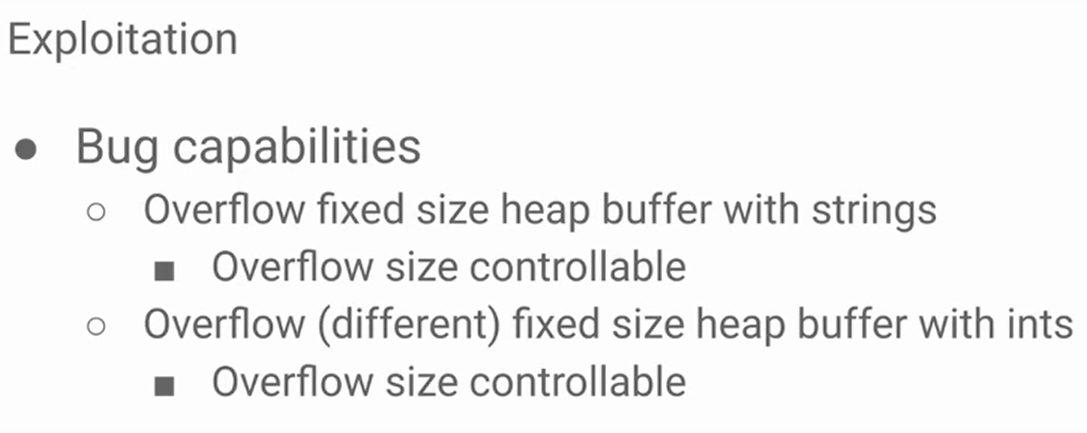 Exploitation
● Bug capabilities
○ Overflow fixed size heap buffer with strings
■ Overflow size controllable
○ Overflow (different) fixed size heap buffer with ints
■ Overflow size controllable